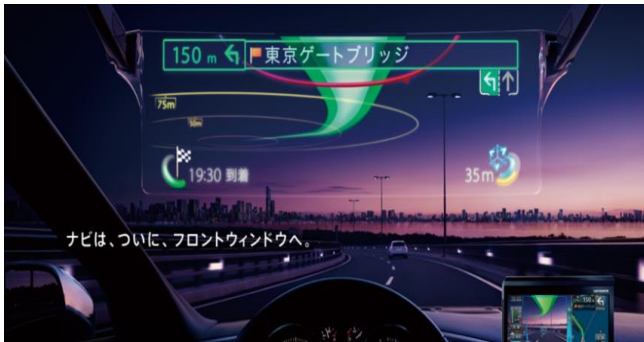 150 m 東京ゲートブリッジ
75m
50m
19:30 到着
35m
ナビは、ついに、フロントウィンドウへ。
150 m